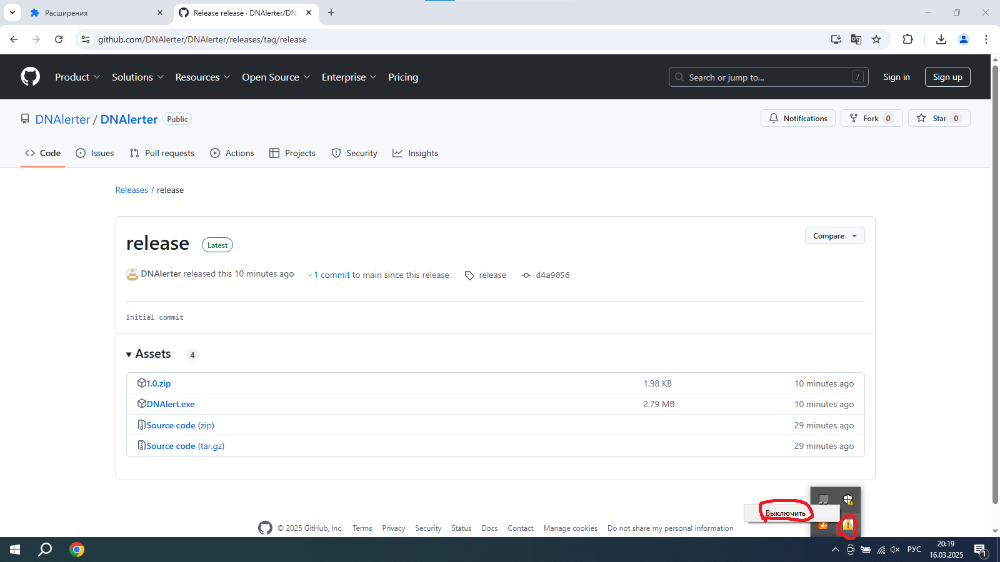 Расширения
Release release · DNAlerter/DNA
github.com/DNAlerter/DNAlerter/releases/tag/release
Product Solutions Resources Open Source Enterprise Pricing
Search or jump to... /
Sign in
Sign up
DNAlerter / DNAlerter Public
Notifications
Fork 0
Star 0
Code Issues Pull requests Actions Projects Security Insights
Releases / release
release Latest
Compare
DNAlerter released this 10 minutes ago · 1 commit to main since this release release d4a9056
Initial commit
Assets 4
1.0.zip 1.98 KB 10 minutes ago
DNAlert.exe 2.79 MB 10 minutes ago
Source code (zip) 29 minutes ago
Source code (tar.gz) 29 minutes ago
Выключить
© 2025 GitHub, Inc. Terms Privacy Security Status Docs Contact Manage cookies Do not share my personal information
РУС
20:19
16.03.2025
1